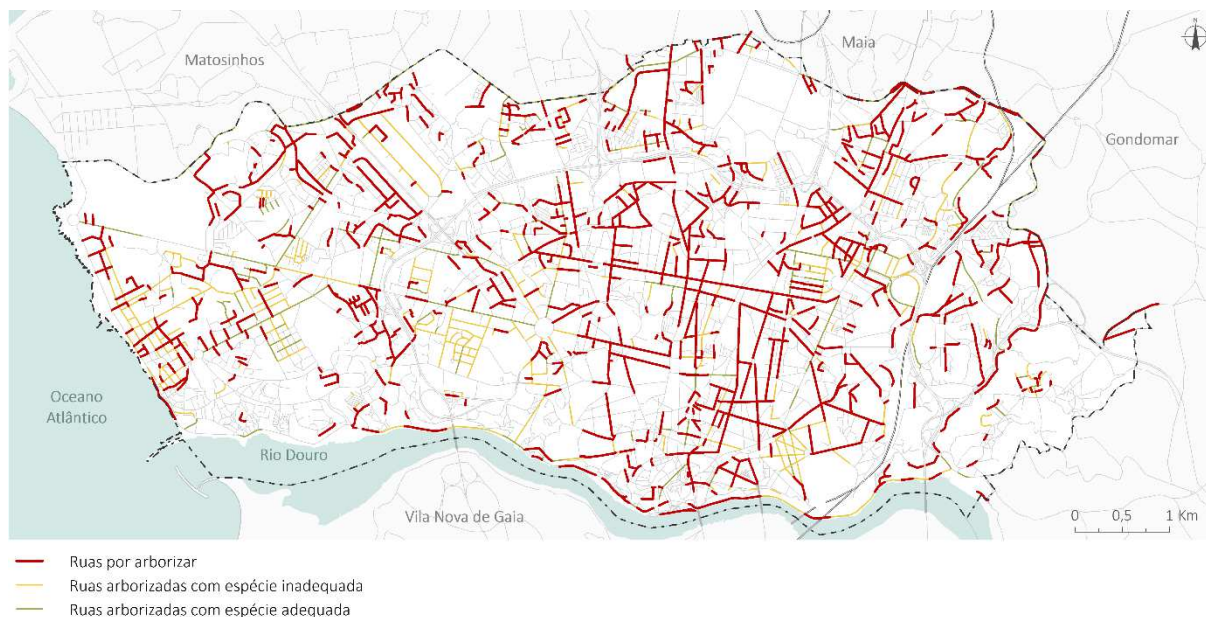 N
Maia
Matosinhos
Gondomar
Oceano
Atlântico
Rio Douro
Vila Nova de Gaia
0 0,5 1 Km
Ruas por arborizar
Ruas arborizadas com espécie inadequada
Ruas arborizadas com espécie adequada